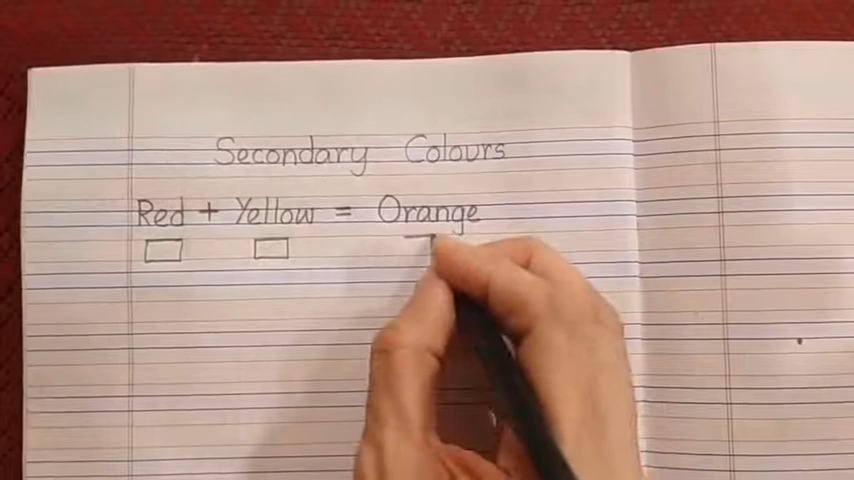 Secondary Colours
Red + Yellow = Orange